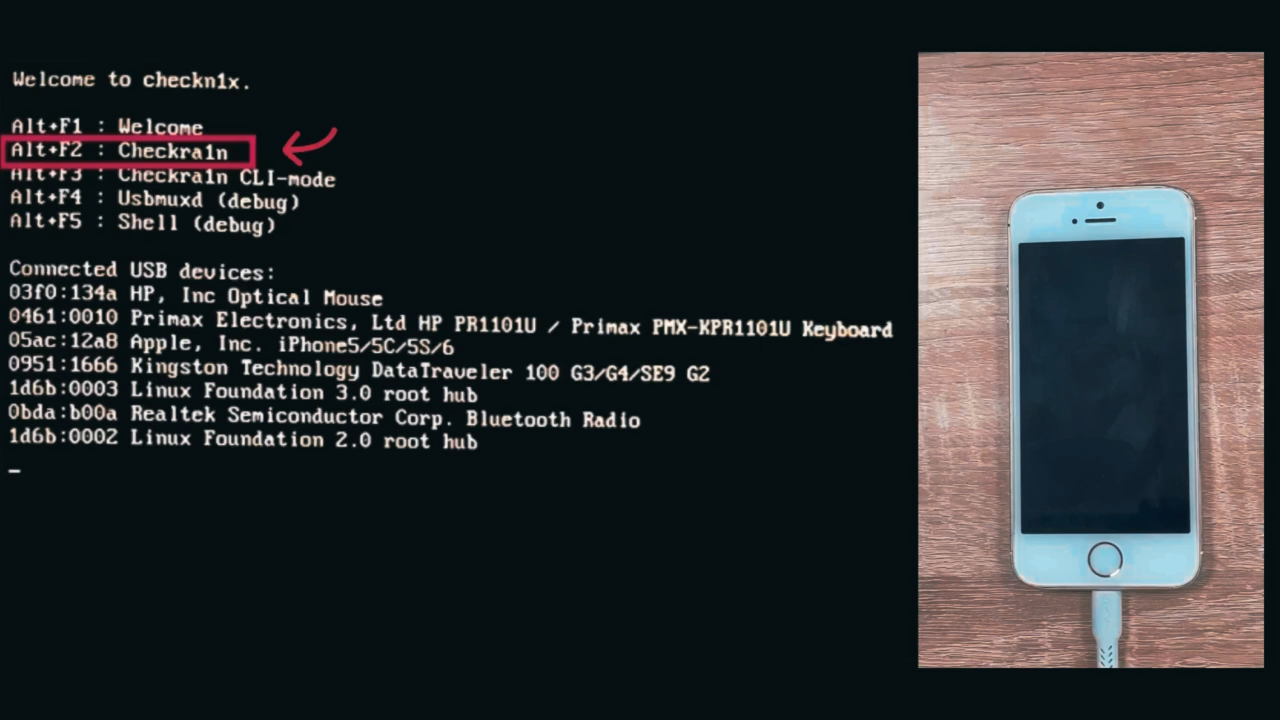 Welcome to checkn1x.
Alt+F1 : Welcome
Alt+F2 : Checkra1n
Alt+F3 : Checkra1n CLI-mode
Alt+F4 : Usbmuxd (debug)
Alt+F5 : Shell (debug)
Connected USB devices:
03f0:134a HP, Inc Optical Mouse
0461:0010 Primax Electronics, Ltd HP PR1101U / Primax PMX-KPR1101U Keyboard
05ac:12a8 Apple, Inc. iPhone5/5C/5S/6
0951:1666 Kingston Technology DataTraveler 100 G3/G4/SE9 G2
1d6b:0003 Linux Foundation 3.0 root hub
0bda:b00a Realtek Semiconductor Corp. Bluetooth Radio
1d6b:0002 Linux Foundation 2.0 root hub